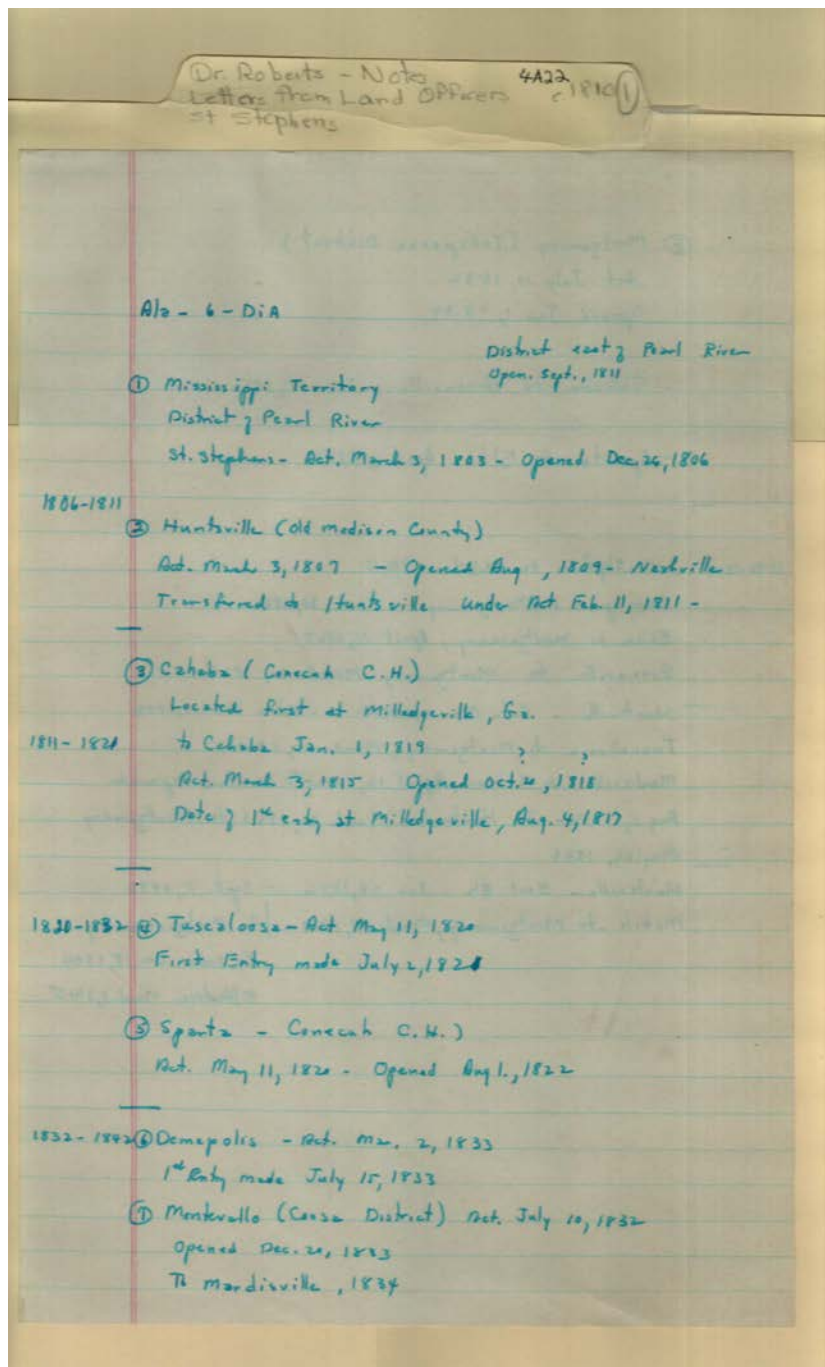 Dr. Roberts - Notes 4A22
Letters from Land Officers c.1810 (1)
St Stephens
Ala - 6 - DiA
District east of Pearl River
Open. Sept., 1811
① Mississippi Territory
District of Pearl River
St. Stephens - Act. March 3, 1803 - Opened Dec. 26, 1806
1806-1811
② Huntsville (Old Madison County)
Act. March 3, 1807 - Opened Aug , 1809 - Nashville
Transferred to Huntsville under Act Feb. 11, 1811 -
③ Cahaba (Conecuh C.H.)
Located first at Milledgeville, Ga.
1811-1820 to Cahaba Jan. 1, 1819 ? ?
Act. March 3, 1815 Opened Oct. 20, 1818
Date of 1st entry at Milledgeville, Aug. 4, 1817
1820-1832 ④ Tuscaloosa - Act May 11, 1820
First Entry made July 2, 1821
⑤ Sparta - Conecuh C.H.)
Act. May 11, 1820 - Opened Aug 1., 1822
1832-1842 ⑥ Demopolis - Act. Mar. 2, 1833
1st Entry made July 15, 1833
⑦ Montevallo (Coosa District) Act. July 10, 1832
Opened Dec. 20, 1833
To Mardisville, 1834